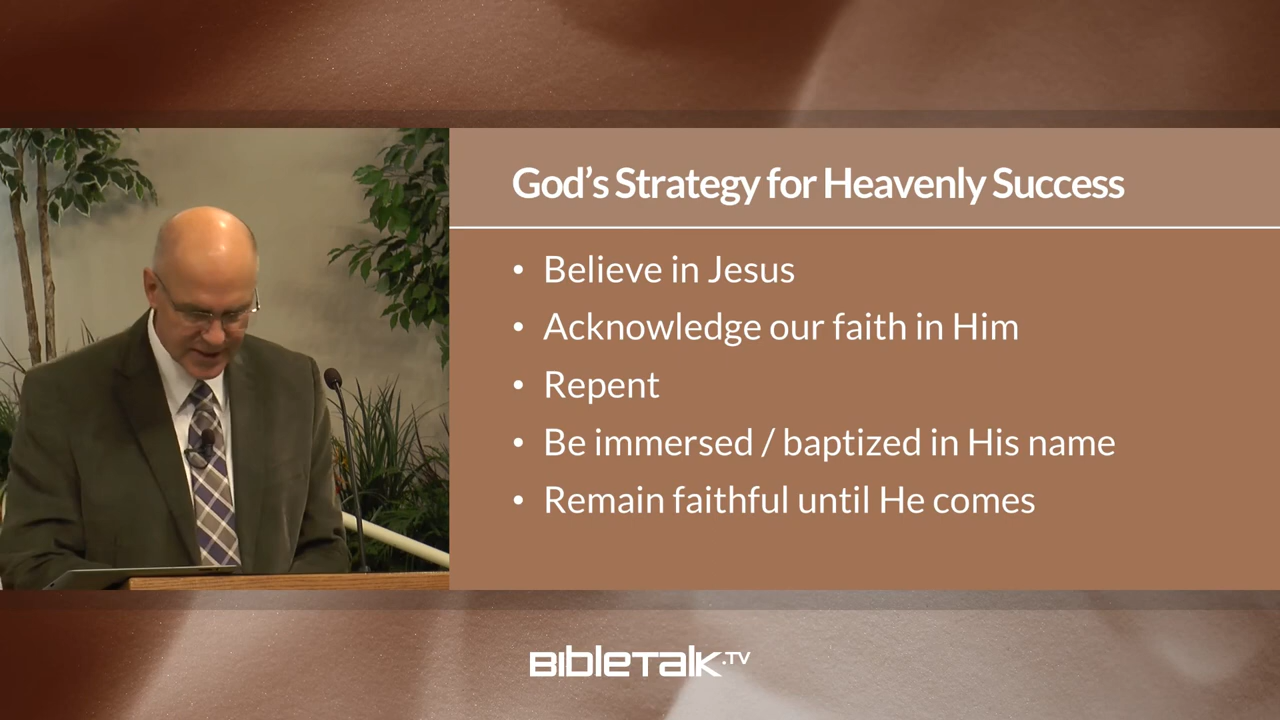 God's Strategy for Heavenly Success
• Believe in Jesus
• Acknowledge our faith in Him
• Repent
• Be immersed / baptized in His name
• Remain faithful until He comes
BIBLETALK.TV